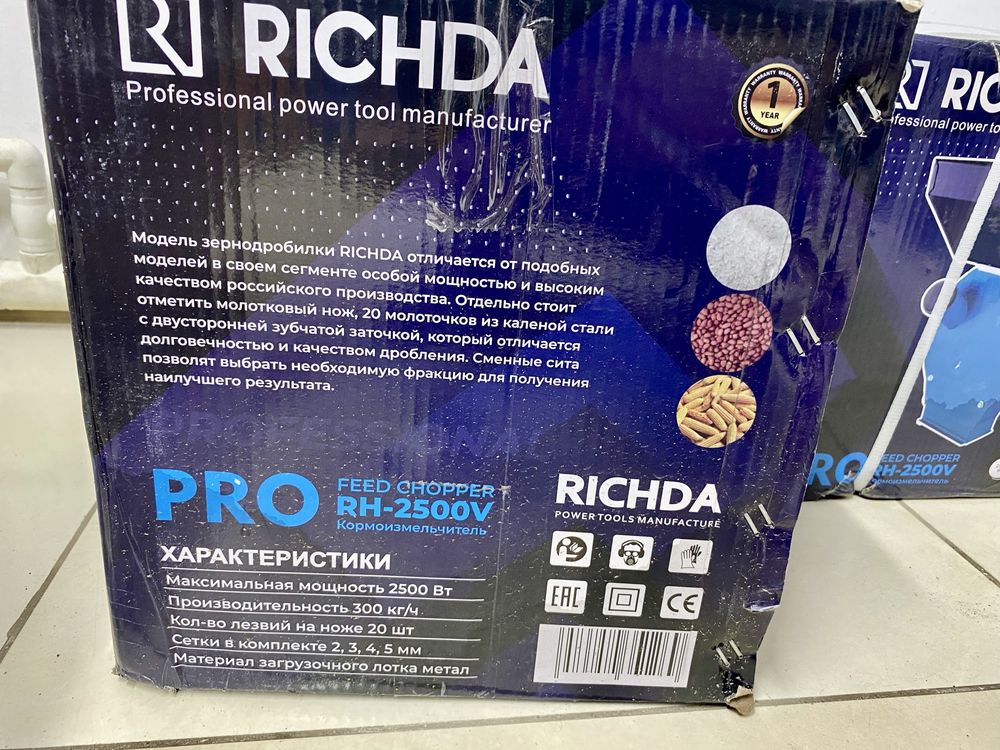 RICHDA
Professional power tool manufacturer
WARRANTY WARRANTY WARRANTY
1
YEAR
Модель зернодробилки RICHDA отличается от подобных
моделей в своем сегменте особой мощностью и высоким
качеством российского производства. Отдельно стоит
отметить молотковый нож, 20 молоточков из каленой стали
с двусторонней зубчатой заточкой, который отличается
долговечностью и качеством дробления. Сменные сита
позволят выбрать необходимую фракцию для получения
наилучшего результата.
PROFESSIONAL
PRO
FEED CHOPPER
RH-2500V
Кормоизмельчитель
RICHDA
POWER TOOLS MANUFACTURE
ХАРАКТЕРИСТИКИ
Максимальная мощность 2500 Вт
Производительность 300 кг/ч
Кол-во лезвий на ноже 20 шт
Сетки в комплекте 2, 3, 4, 5 мм
Материал загрузочного лотка метал
EAC
CE
RIC
power to
RO
FEED CHOPPER
RH-2500V